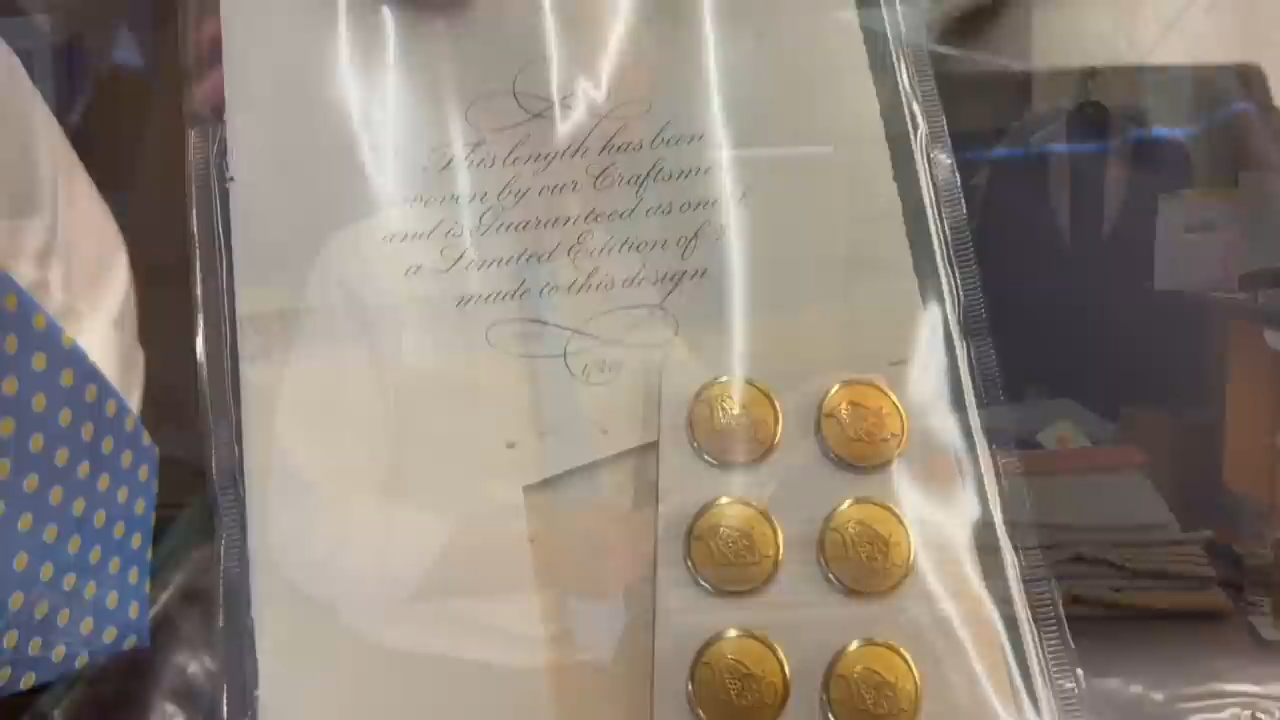 This length has been
woven by our Craftsme
and is Guaranteed as one
a Limited Edition of
made to this design